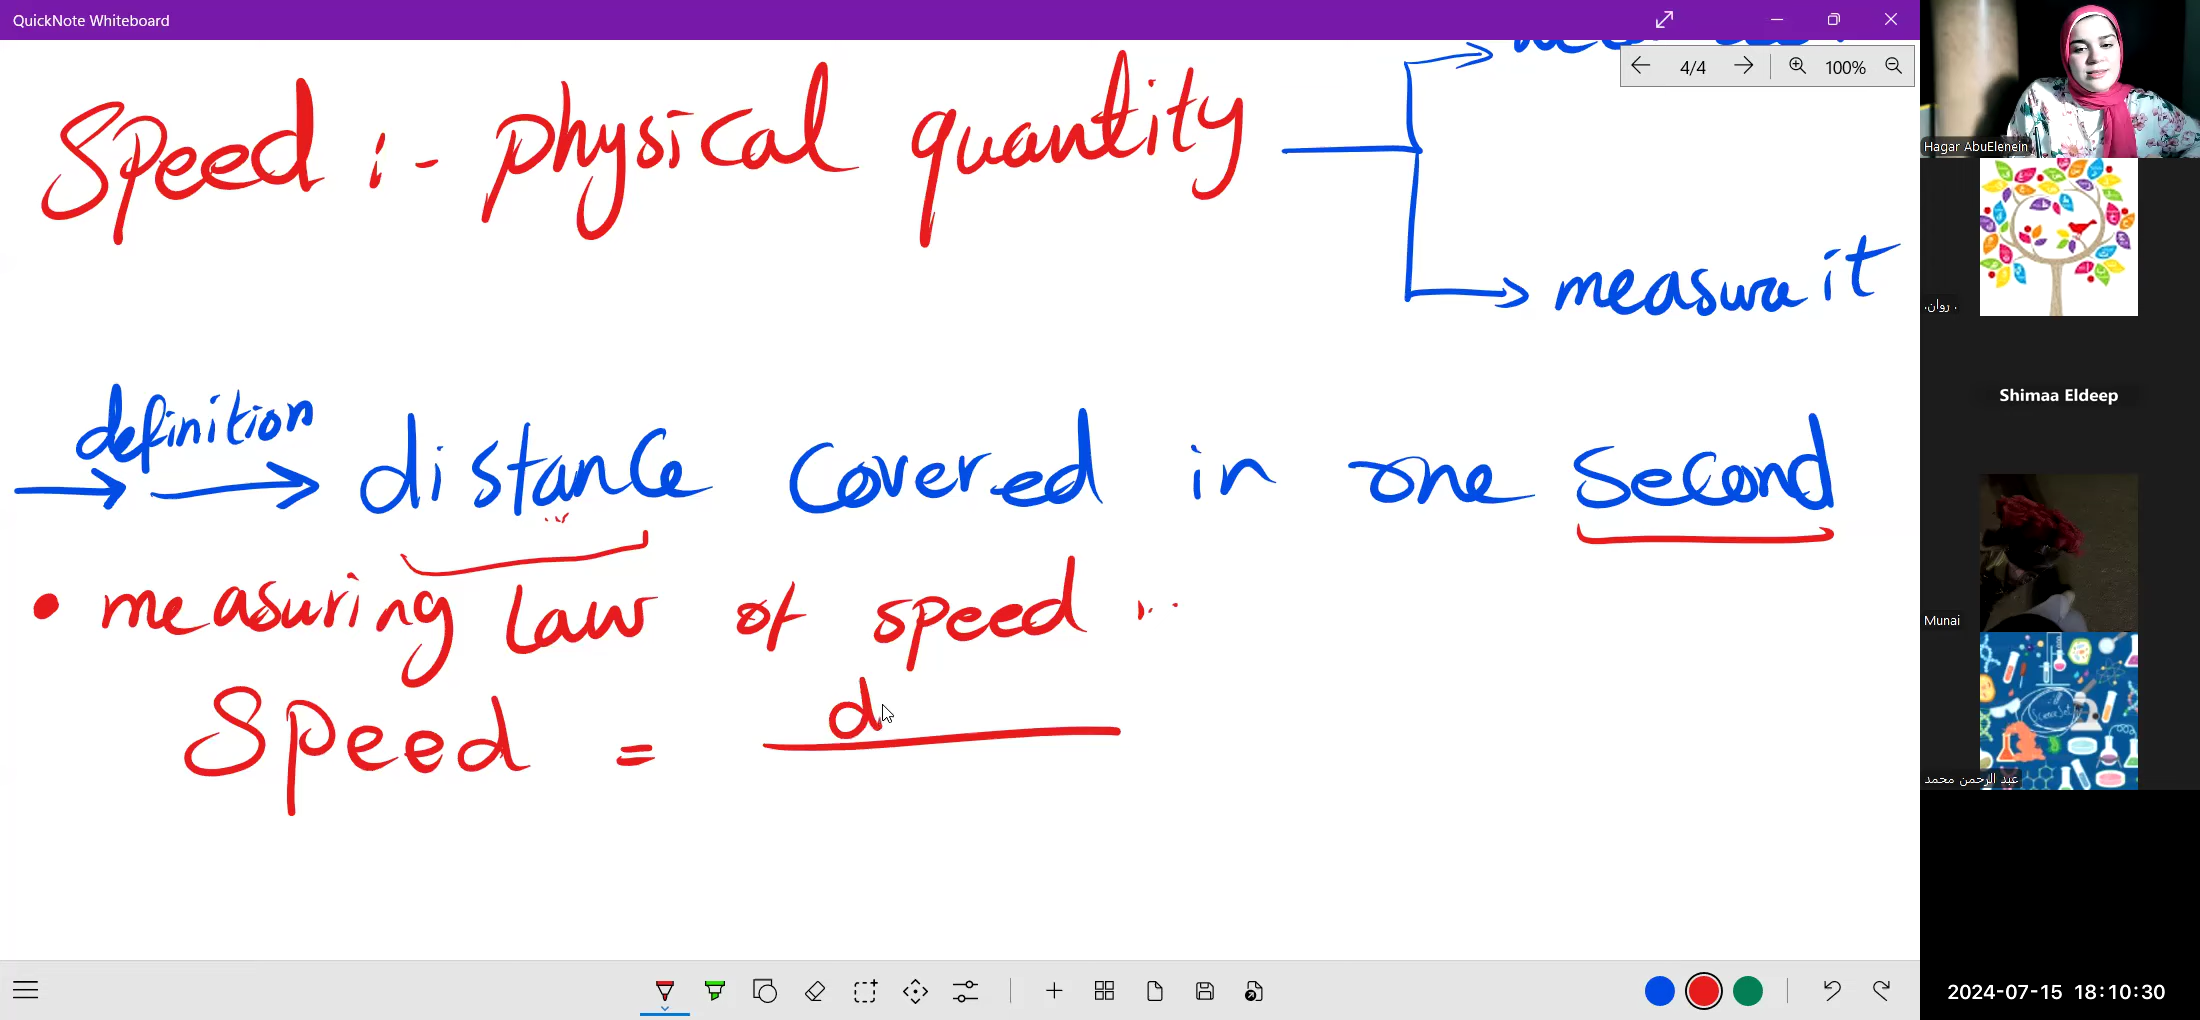 QuickNote Whiteboard
4/4
100%
Speed :- physical quantity
measure it
definition
distance covered in one second
• measuring law of speed ...
Speed = d
Hagar AbuElenein
روان.
Shimaa Eldeep
Munai
عبد الرحمن محمد
2024-07-15 18:10:30